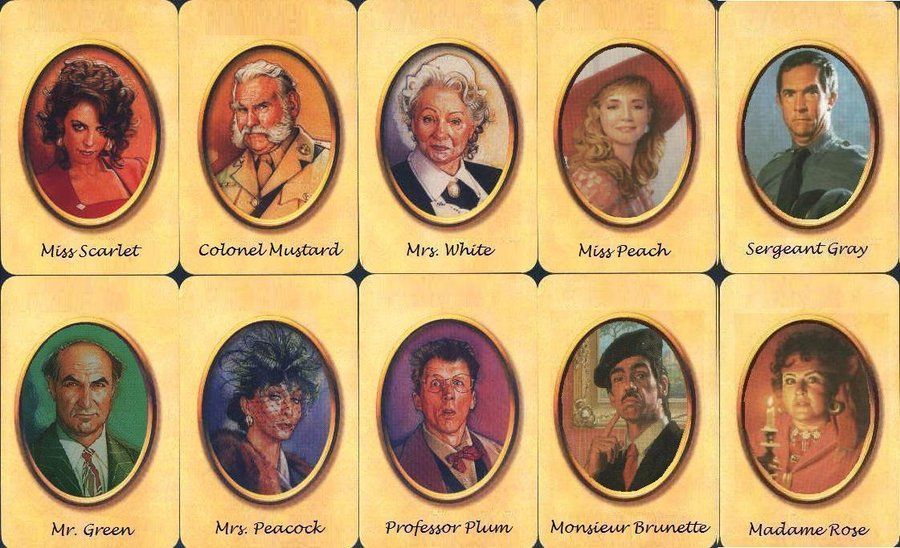 Miss Scarlet
Colonel Mustard
Mrs. White
Miss Peach
Sergeant Gray
Mr. Green
Mrs. Peacock
Professor Plum
Monsieur Brunette
Madame Rose